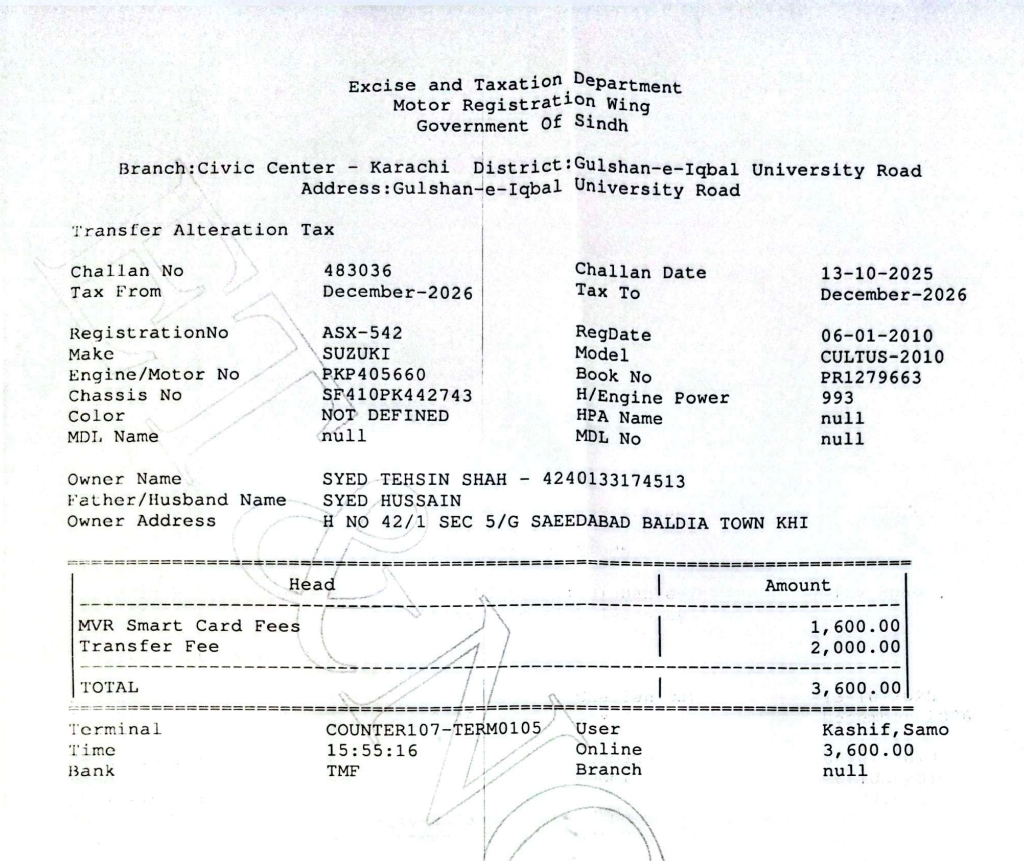 Excise and Taxation Department
Motor Registration Wing
Government Of Sindh
Branch:Civic Center - Karachi District:Gulshan-e-Iqbal University Road
Address:Gulshan-e-Iqbal University Road
Transfer Alteration Tax
Challan No 483036 Challan Date 13-10-2025
Tax From December-2026 Tax To December-2026
RegistrationNo ASX-542 RegDate 06-01-2010
Make SUZUKI Model CULTUS-2010
Engine/Motor No PKP405660 Book No PR1279663
Chassis No SF410PK442743 H/Engine Power 993
Color NOT DEFINED HPA Name null
MDL Name null MDL No null
Owner Name SYED TEHSIN SHAH - 4240133174513
Father/Husband Name SYED HUSSAIN
Owner Address H NO 42/1 SEC 5/G SAEEDABAD BALDIA TOWN KHI
Head Amount
MVR Smart Card Fees 1,600.00
Transfer Fee 2,000.00
TOTAL 3,600.00
Terminal COUNTER107-TERM0105 User Kashif,Samo
Time 15:55:16 Online 3,600.00
Bank TMF Branch null